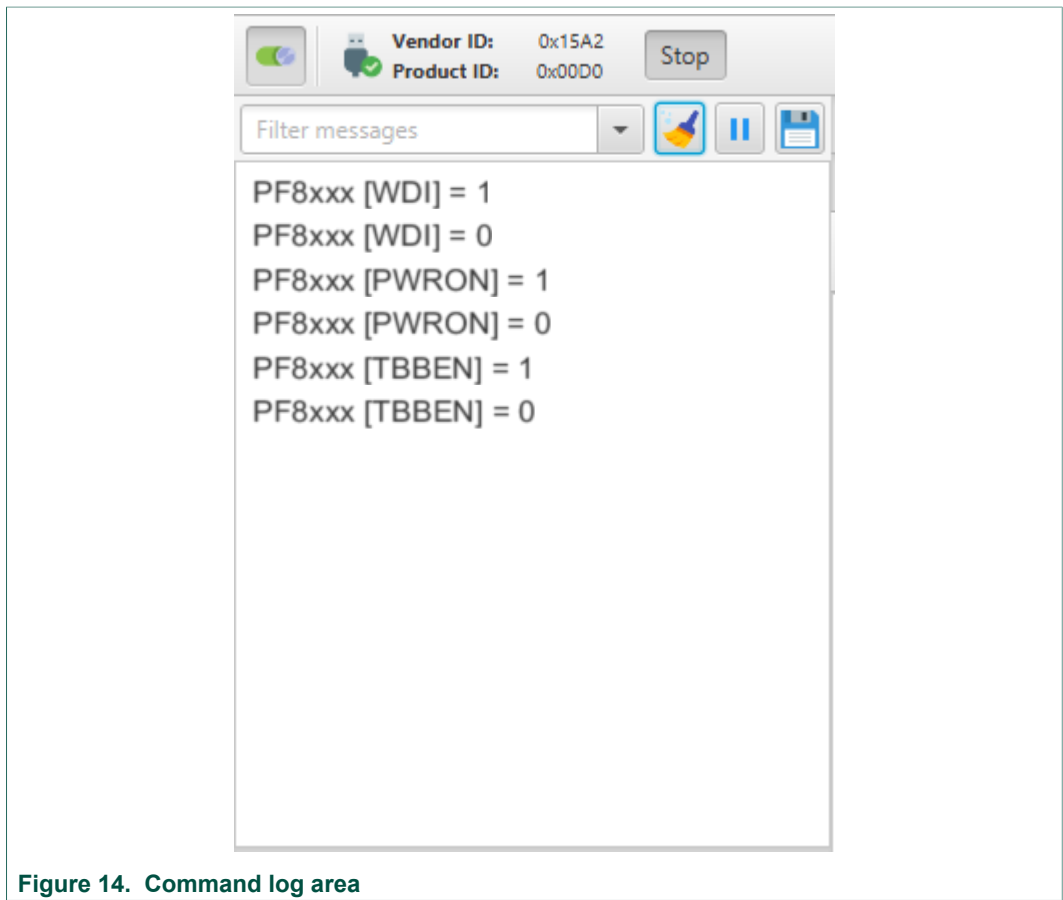 Vendor ID: 0x15A2
Product ID: 0x00D0
Stop
Filter messages
PF8xxx [WDI] = 1
PF8xxx [WDI] = 0
PF8xxx [PWRON] = 1
PF8xxx [PWRON] = 0
PF8xxx [TBBEN] = 1
PF8xxx [TBBEN] = 0
Figure 14. Command log area